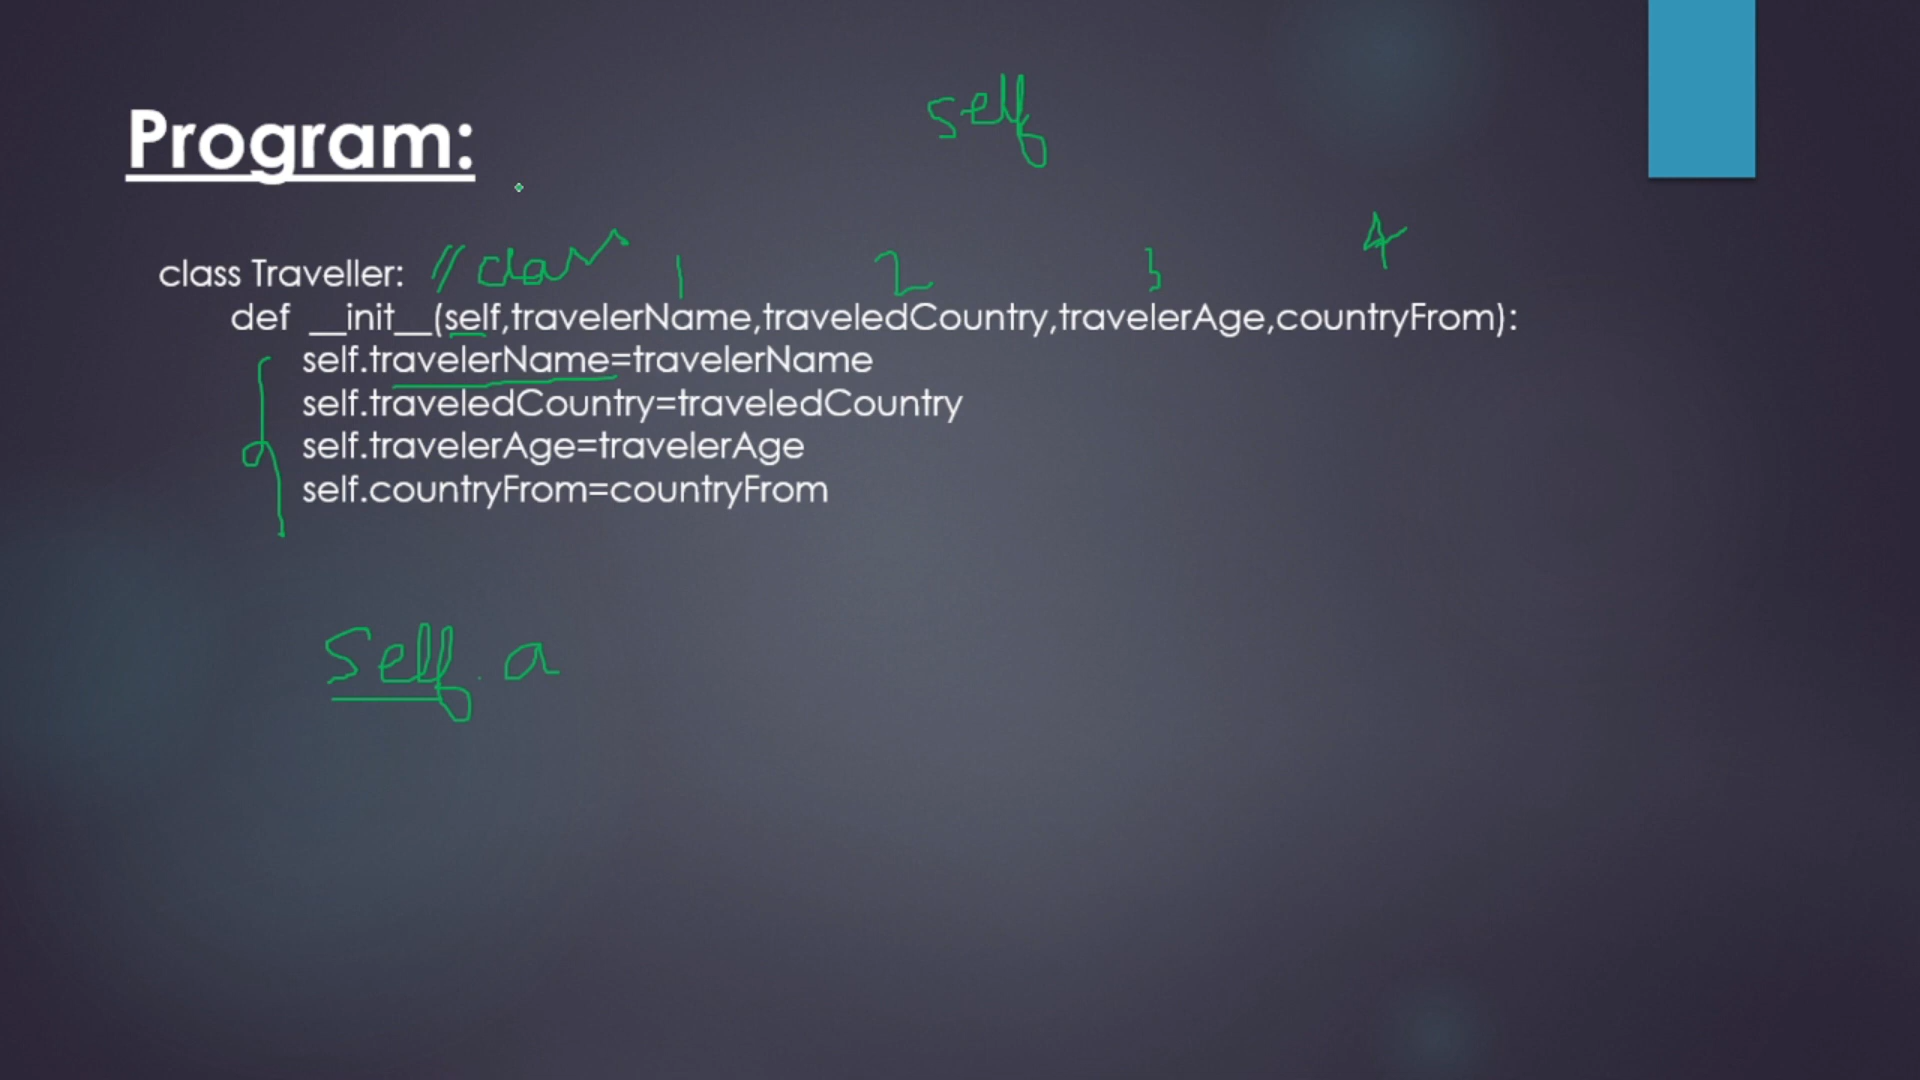 self
Program:
4
class Traveller: // class 1 2 3
def __init__(self,travelerName,traveledCountry,travelerAge,countryFrom):
self.travelerName=travelerName
self.traveledCountry=traveledCountry
self.travelerAge=travelerAge
self.countryFrom=countryFrom
Self.a